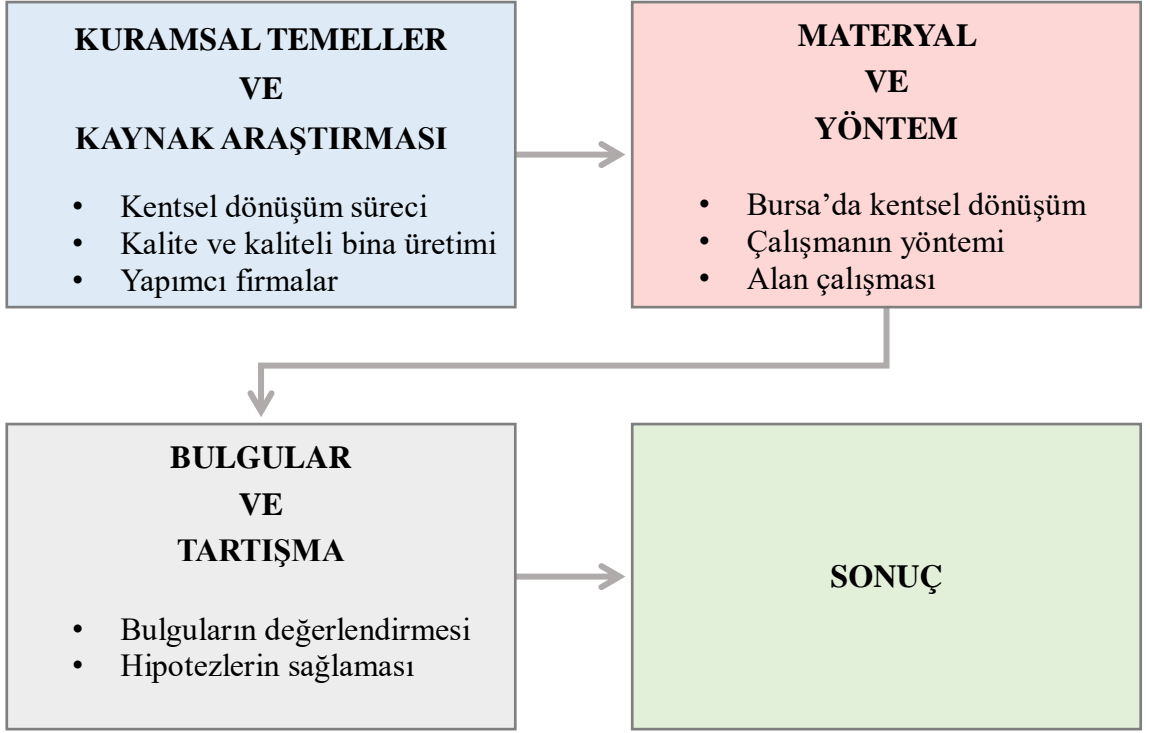 KURAMSAL TEMELLER
VE
KAYNAK ARAŞTIRMASI
• Kentsel dönüşüm süreci
• Kalite ve kaliteli bina üretimi
• Yapımcı firmalar
MATERYAL
VE
YÖNTEM
• Bursa’da kentsel dönüşüm
• Çalışmanın yöntemi
• Alan çalışması
BULGULAR
VE
TARTIŞMA
• Bulguların değerlendirmesi
• Hipotezlerin sağlaması
SONUÇ